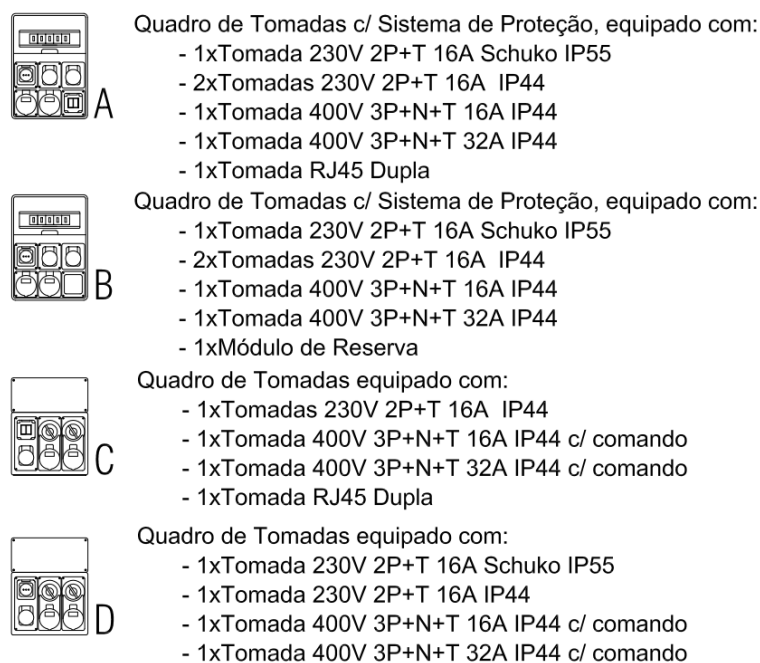 Quadro de Tomadas c/ Sistema de Proteção, equipado com:
- 1xTomada 230V 2P+T 16A Schuko IP55
- 2xTomadas 230V 2P+T 16A  IP44
- 1xTomada 400V 3P+N+T 16A IP44
- 1xTomada 400V 3P+N+T 32A IP44
- 1xTomada RJ45 Dupla
A
Quadro de Tomadas c/ Sistema de Proteção, equipado com:
- 1xTomada 230V 2P+T 16A Schuko IP55
- 2xTomadas 230V 2P+T 16A  IP44
- 1xTomada 400V 3P+N+T 16A IP44
- 1xTomada 400V 3P+N+T 32A IP44
- 1xMódulo de Reserva
B
Quadro de Tomadas equipado com:
- 1xTomadas 230V 2P+T 16A  IP44
- 1xTomada 400V 3P+N+T 16A IP44 c/ comando
- 1xTomada 400V 3P+N+T 32A IP44 c/ comando
- 1xTomada RJ45 Dupla
C
Quadro de Tomadas equipado com:
- 1xTomada 230V 2P+T 16A Schuko IP55
- 1xTomada 230V 2P+T 16A IP44
- 1xTomada 400V 3P+N+T 16A IP44 c/ comando
- 1xTomada 400V 3P+N+T 32A IP44 c/ comando
D